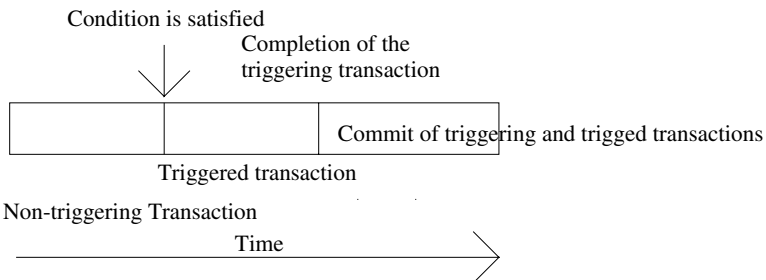 Condition is satisfied
Completion of the
triggering transaction
Commit of triggering and trigged transactions
Triggered transaction
Non-triggering Transaction
Time